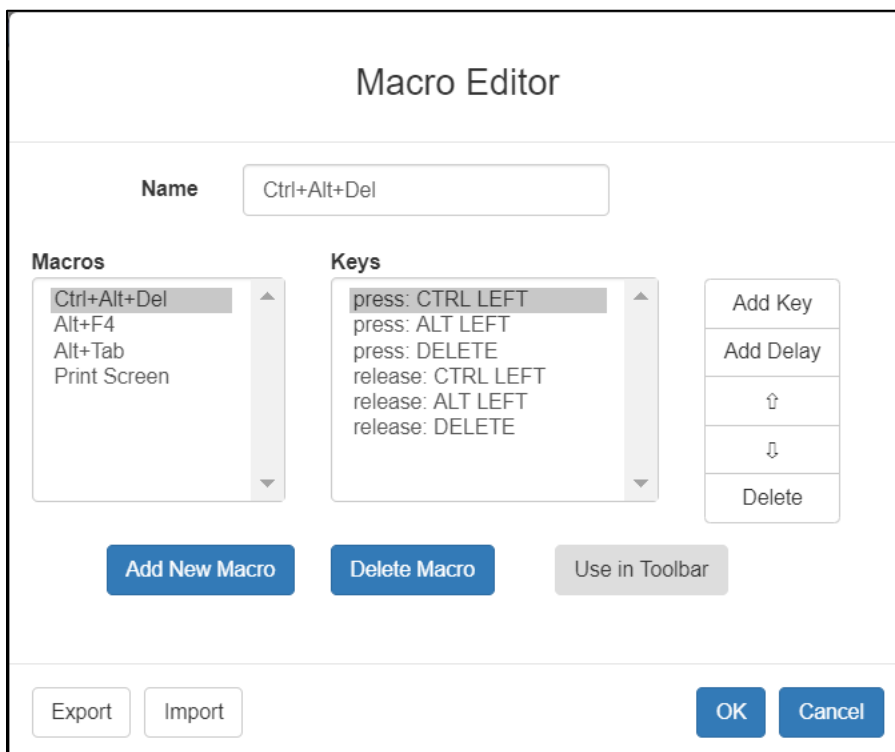 Macro Editor
Name
Ctrl+Alt+Del
Macros
Ctrl+Alt+Del
Alt+F4
Alt+Tab
Print Screen
Keys
press: CTRL LEFT
press: ALT LEFT
press: DELETE
release: CTRL LEFT
release: ALT LEFT
release: DELETE
Add Key
Add Delay
⇧
⇩
Delete
Add New Macro
Delete Macro
Use in Toolbar
Export
Import
OK
Cancel